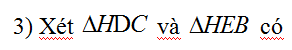 3) Xét ΔHDC và ΔHEB có